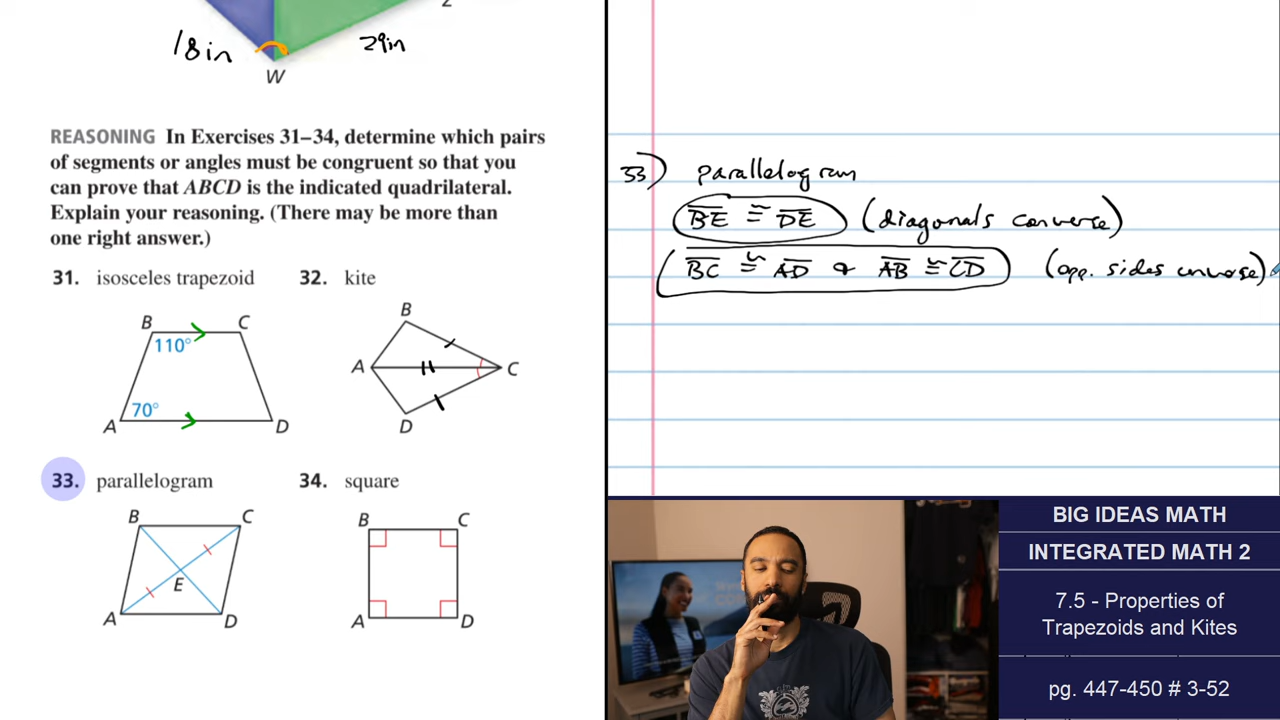 18in
29in
W
REASONING In Exercises 31–34, determine which pairs
of segments or angles must be congruent so that you
can prove that ABCD is the indicated quadrilateral.
Explain your reasoning. (There may be more than
one right answer.)
31. isosceles trapezoid
32. kite
B
C
110°
70°
A
D
B
A
C
D
33. parallelogram
34. square
B
C
E
A
D
B
C
A
D
33) parallelogram
BE ≅ DE (diagonals converse)
BC ≅ AD & AB ≅ CD (opp. sides converse)
BIG IDEAS MATH
INTEGRATED MATH 2
7.5 - Properties of
Trapezoids and Kites
pg. 447-450 # 3-52